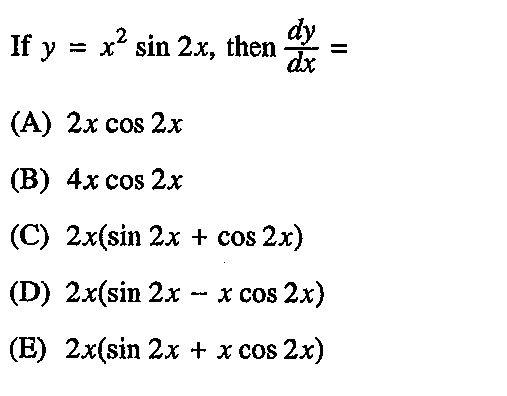 If y = x² sin 2x, then dy/dx =
(A) 2x cos 2x
(B) 4x cos 2x
(C) 2x(sin 2x + cos 2x)
(D) 2x(sin 2x − x cos 2x)
(E) 2x(sin 2x + x cos 2x)